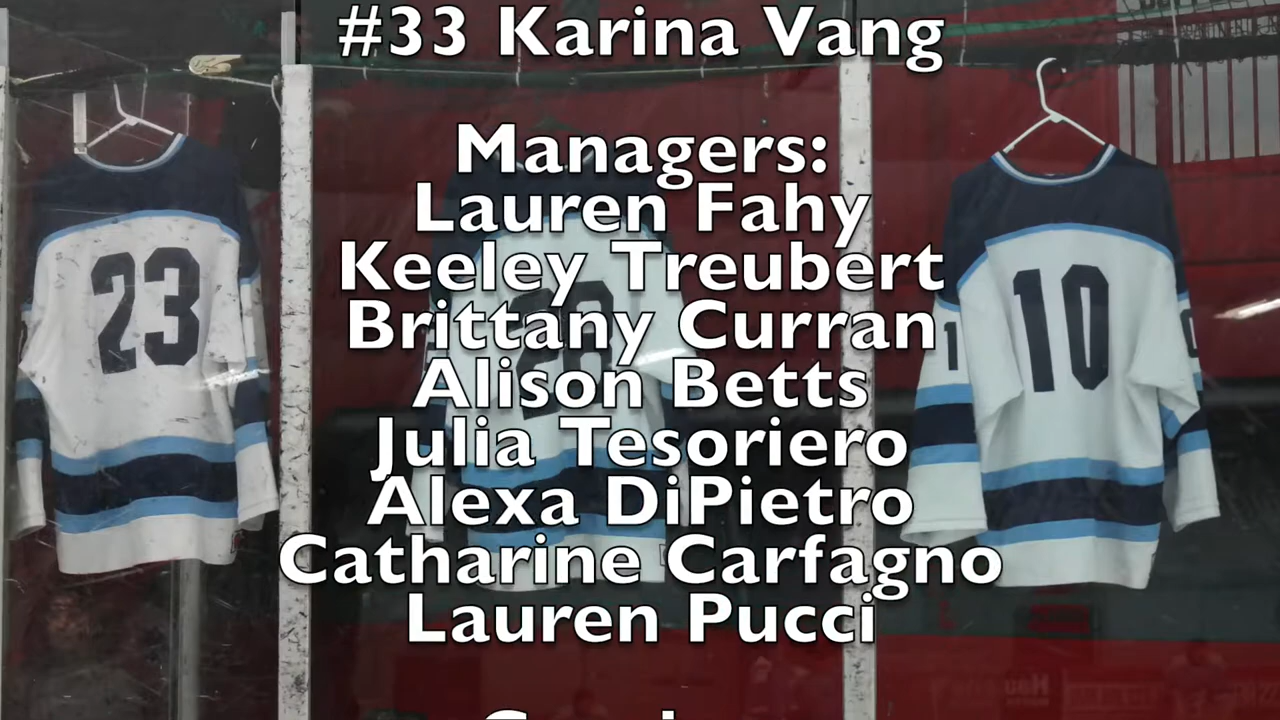 #33 Karina Vang
Managers:
Lauren Fahy
Keeley Treubert
Brittany Curran
Alison Betts
Julia Tesoriero
Alexa DiPietro
Catharine Carfagno
Lauren Pucci
23
10
1